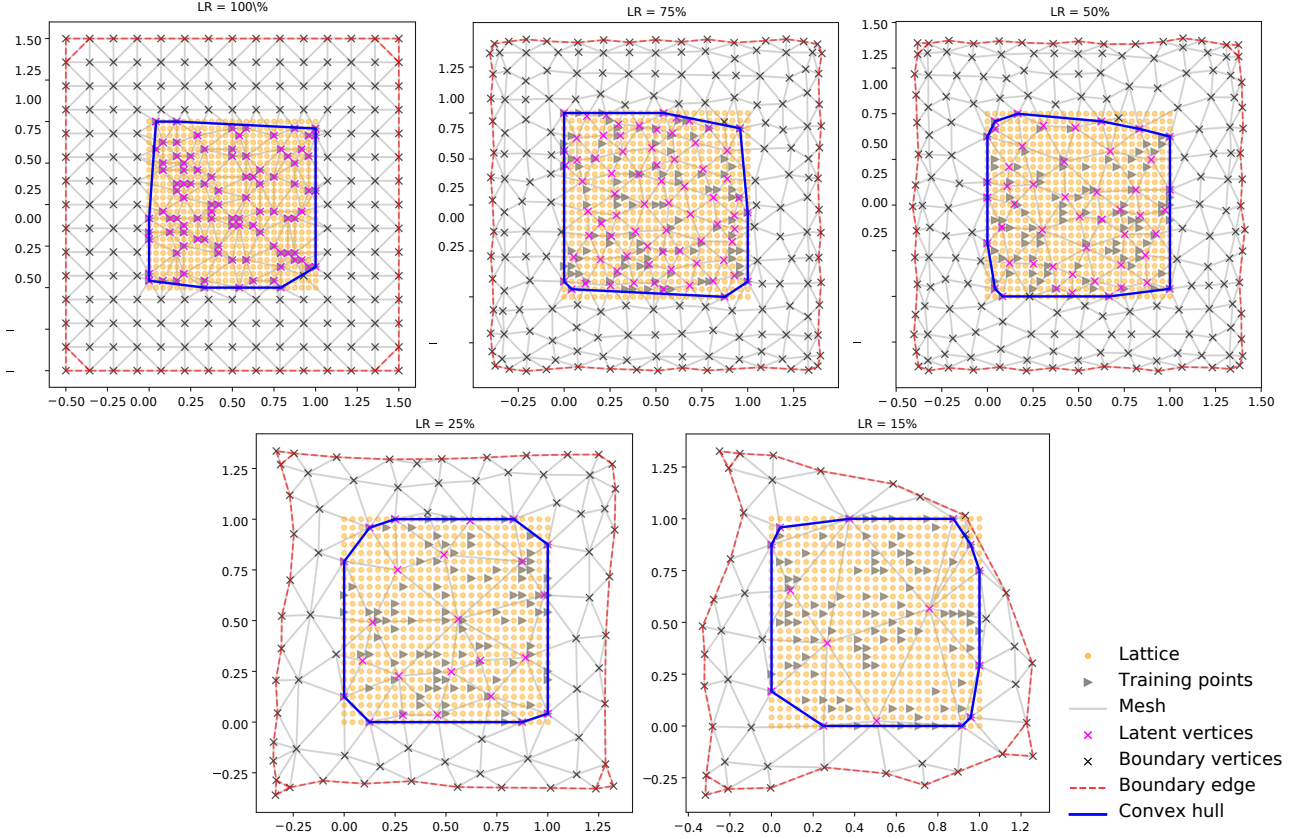 LR = 100\% LR = 75% LR = 50%
1.50
1.30
1.10
1.00
0.75
0.50
0.25
0.00
0.25
0.50
−0.50 −0.25 0.00 0.25 0.50 0.75 1.00 1.25 1.50
1.25
1.00
0.75
0.50
0.25
0.00
0.25
0.00 0.25 0.50 0.75 1.00 1.25
1.50
1.25
1.00
0.75
0.50
0.25
0.00
0.25
−0.50 −0.25 0.00 0.25 0.50 0.75 1.00 1.25 1.50
LR = 25% LR = 15%
1.25
1.00
0.75
0.50
0.25
0.00
−0.25
−0.25 0.00 0.25 0.50 0.75 1.00 1.25
1.25
1.00
0.75
0.50
0.25
0.00
−0.25
−0.4 −0.2 0.0 0.2 0.4 0.6 0.8 1.0 1.2
Lattice
Training points
Mesh
Latent vertices
Boundary vertices
Boundary edge
Convex hull